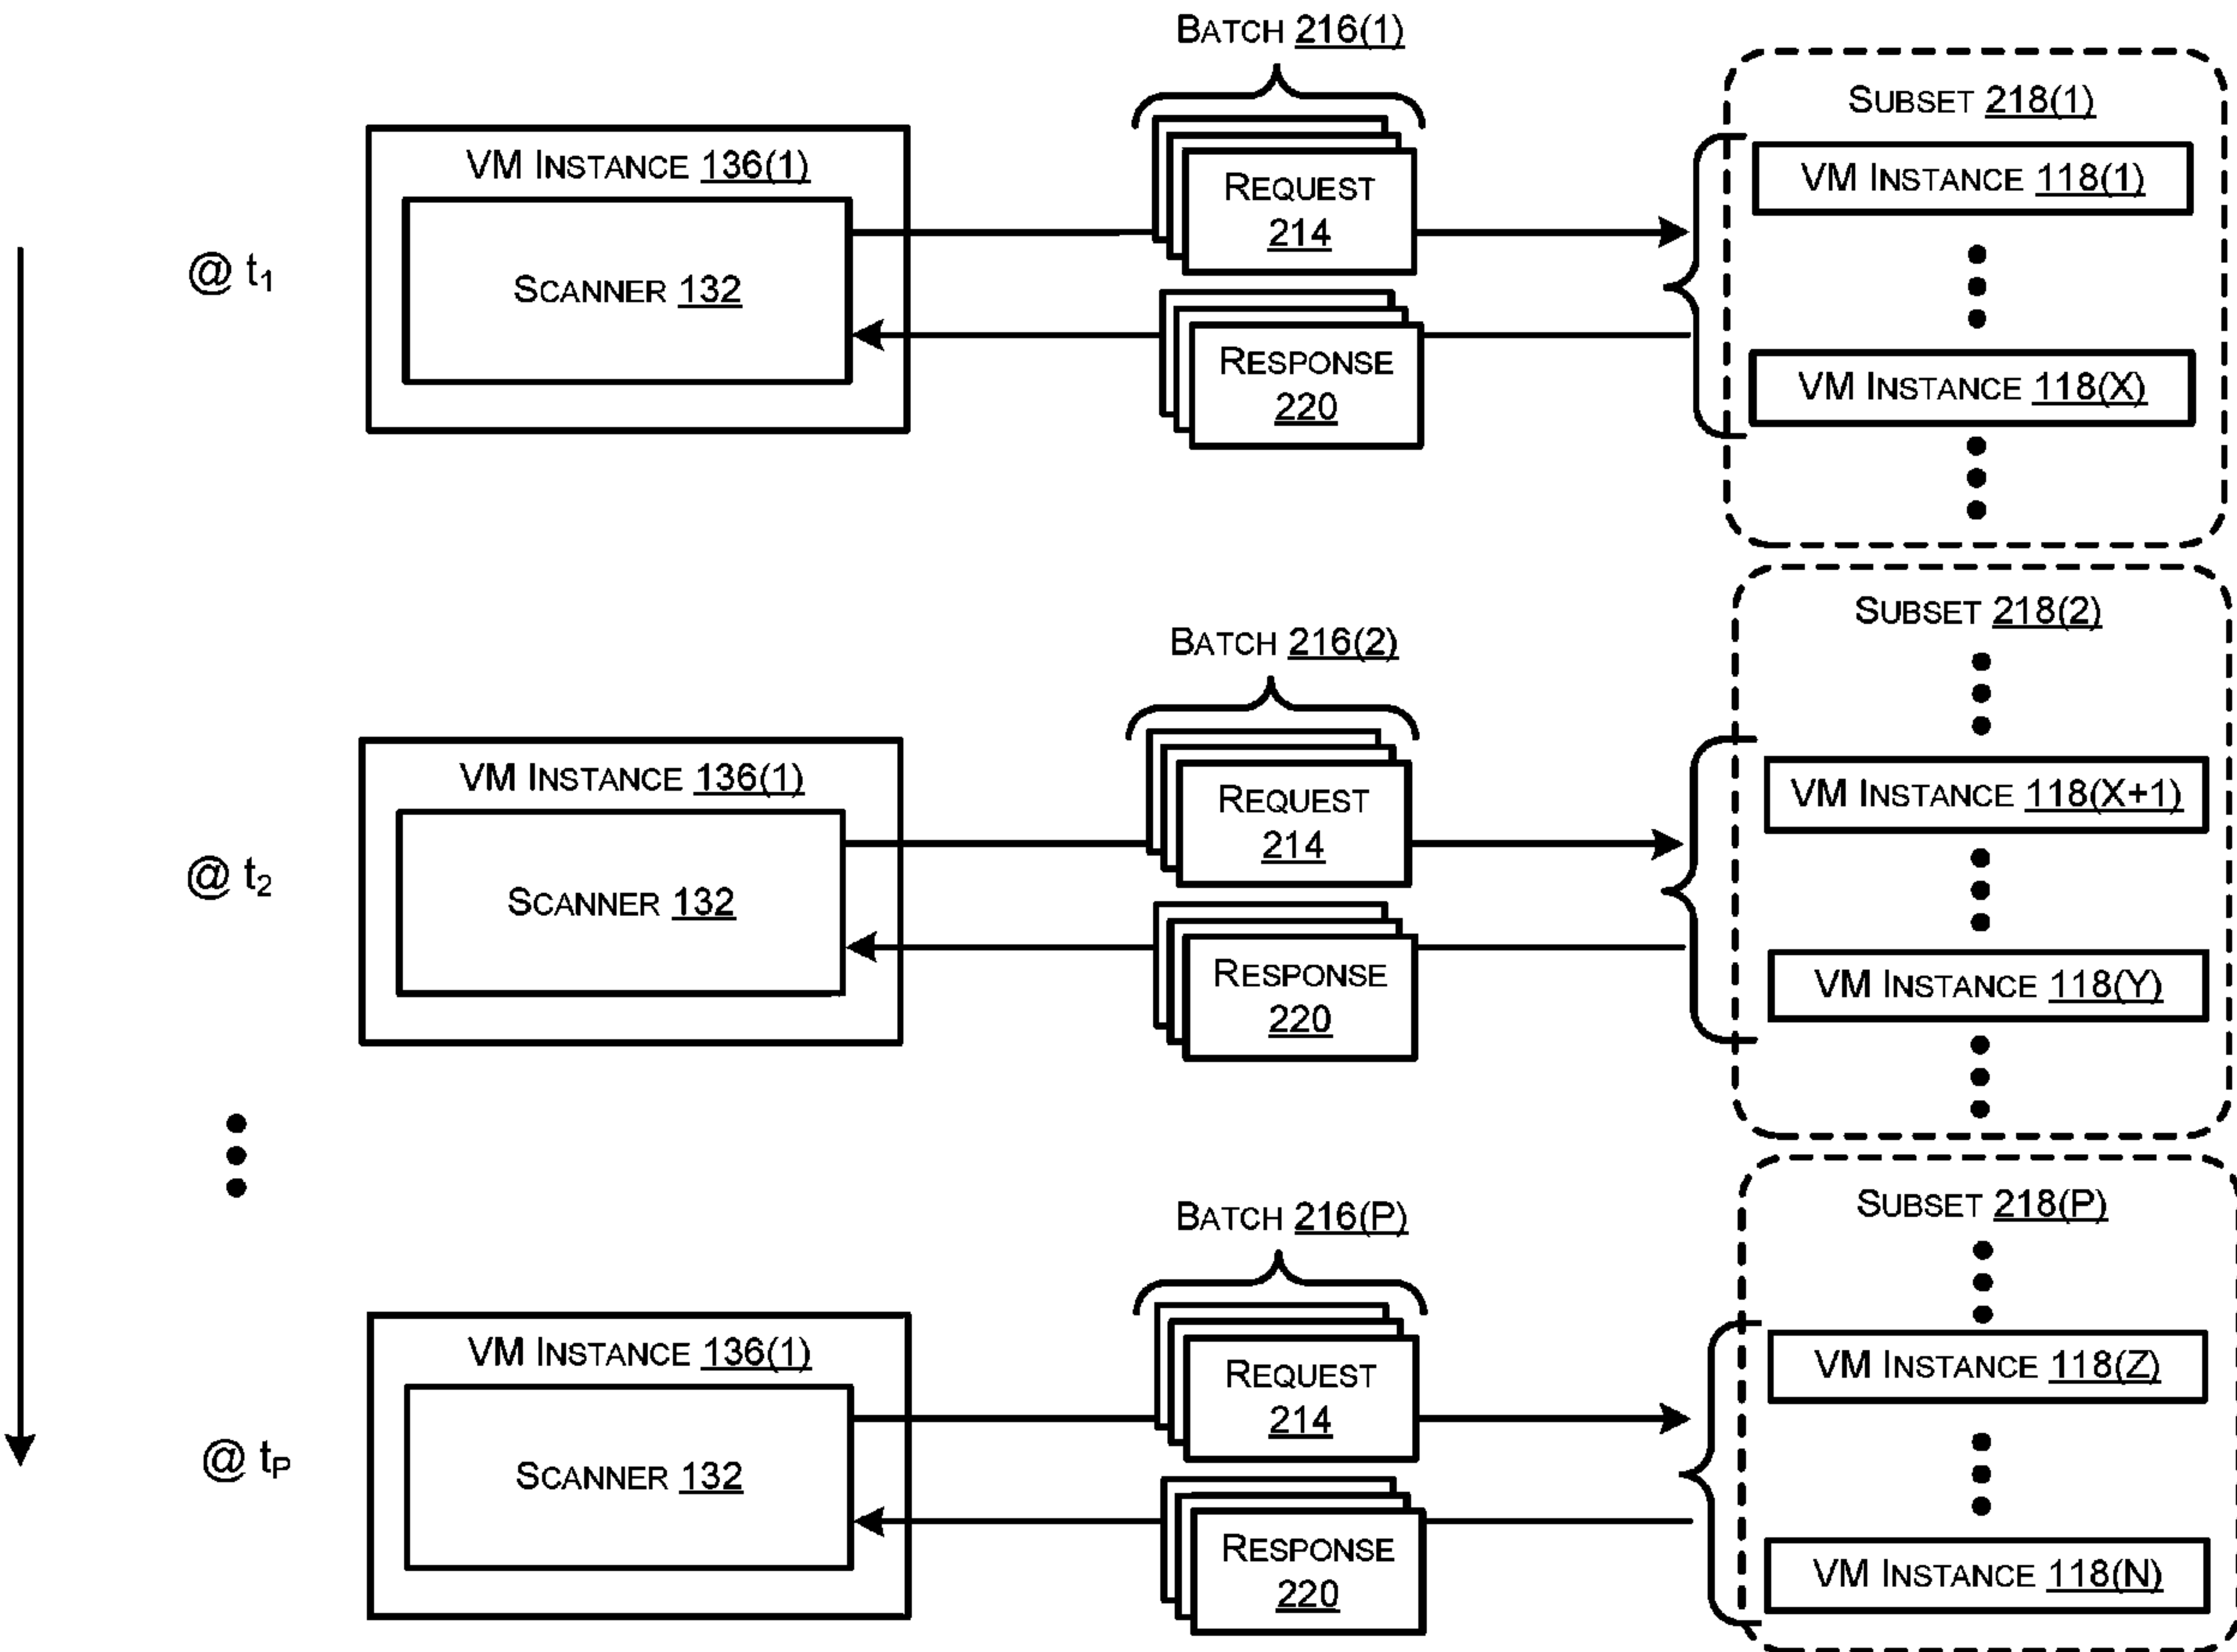 BATCH 216(1)
SUBSET 218(1)
VM INSTANCE 136(1)
VM INSTANCE 118(1)
REQUEST
214
@ t1
SCANNER 132
RESPONSE
220
VM INSTANCE 118(X)
SUBSET 218(2)
BATCH 216(2)
VM INSTANCE 136(1)
VM INSTANCE 118(X+1)
REQUEST
214
@ t2
SCANNER 132
RESPONSE
220
VM INSTANCE 118(Y)
SUBSET 218(P)
BATCH 216(P)
VM INSTANCE 136(1)
VM INSTANCE 118(Z)
REQUEST
214
@ tP
SCANNER 132
RESPONSE
220
VM INSTANCE 118(N)